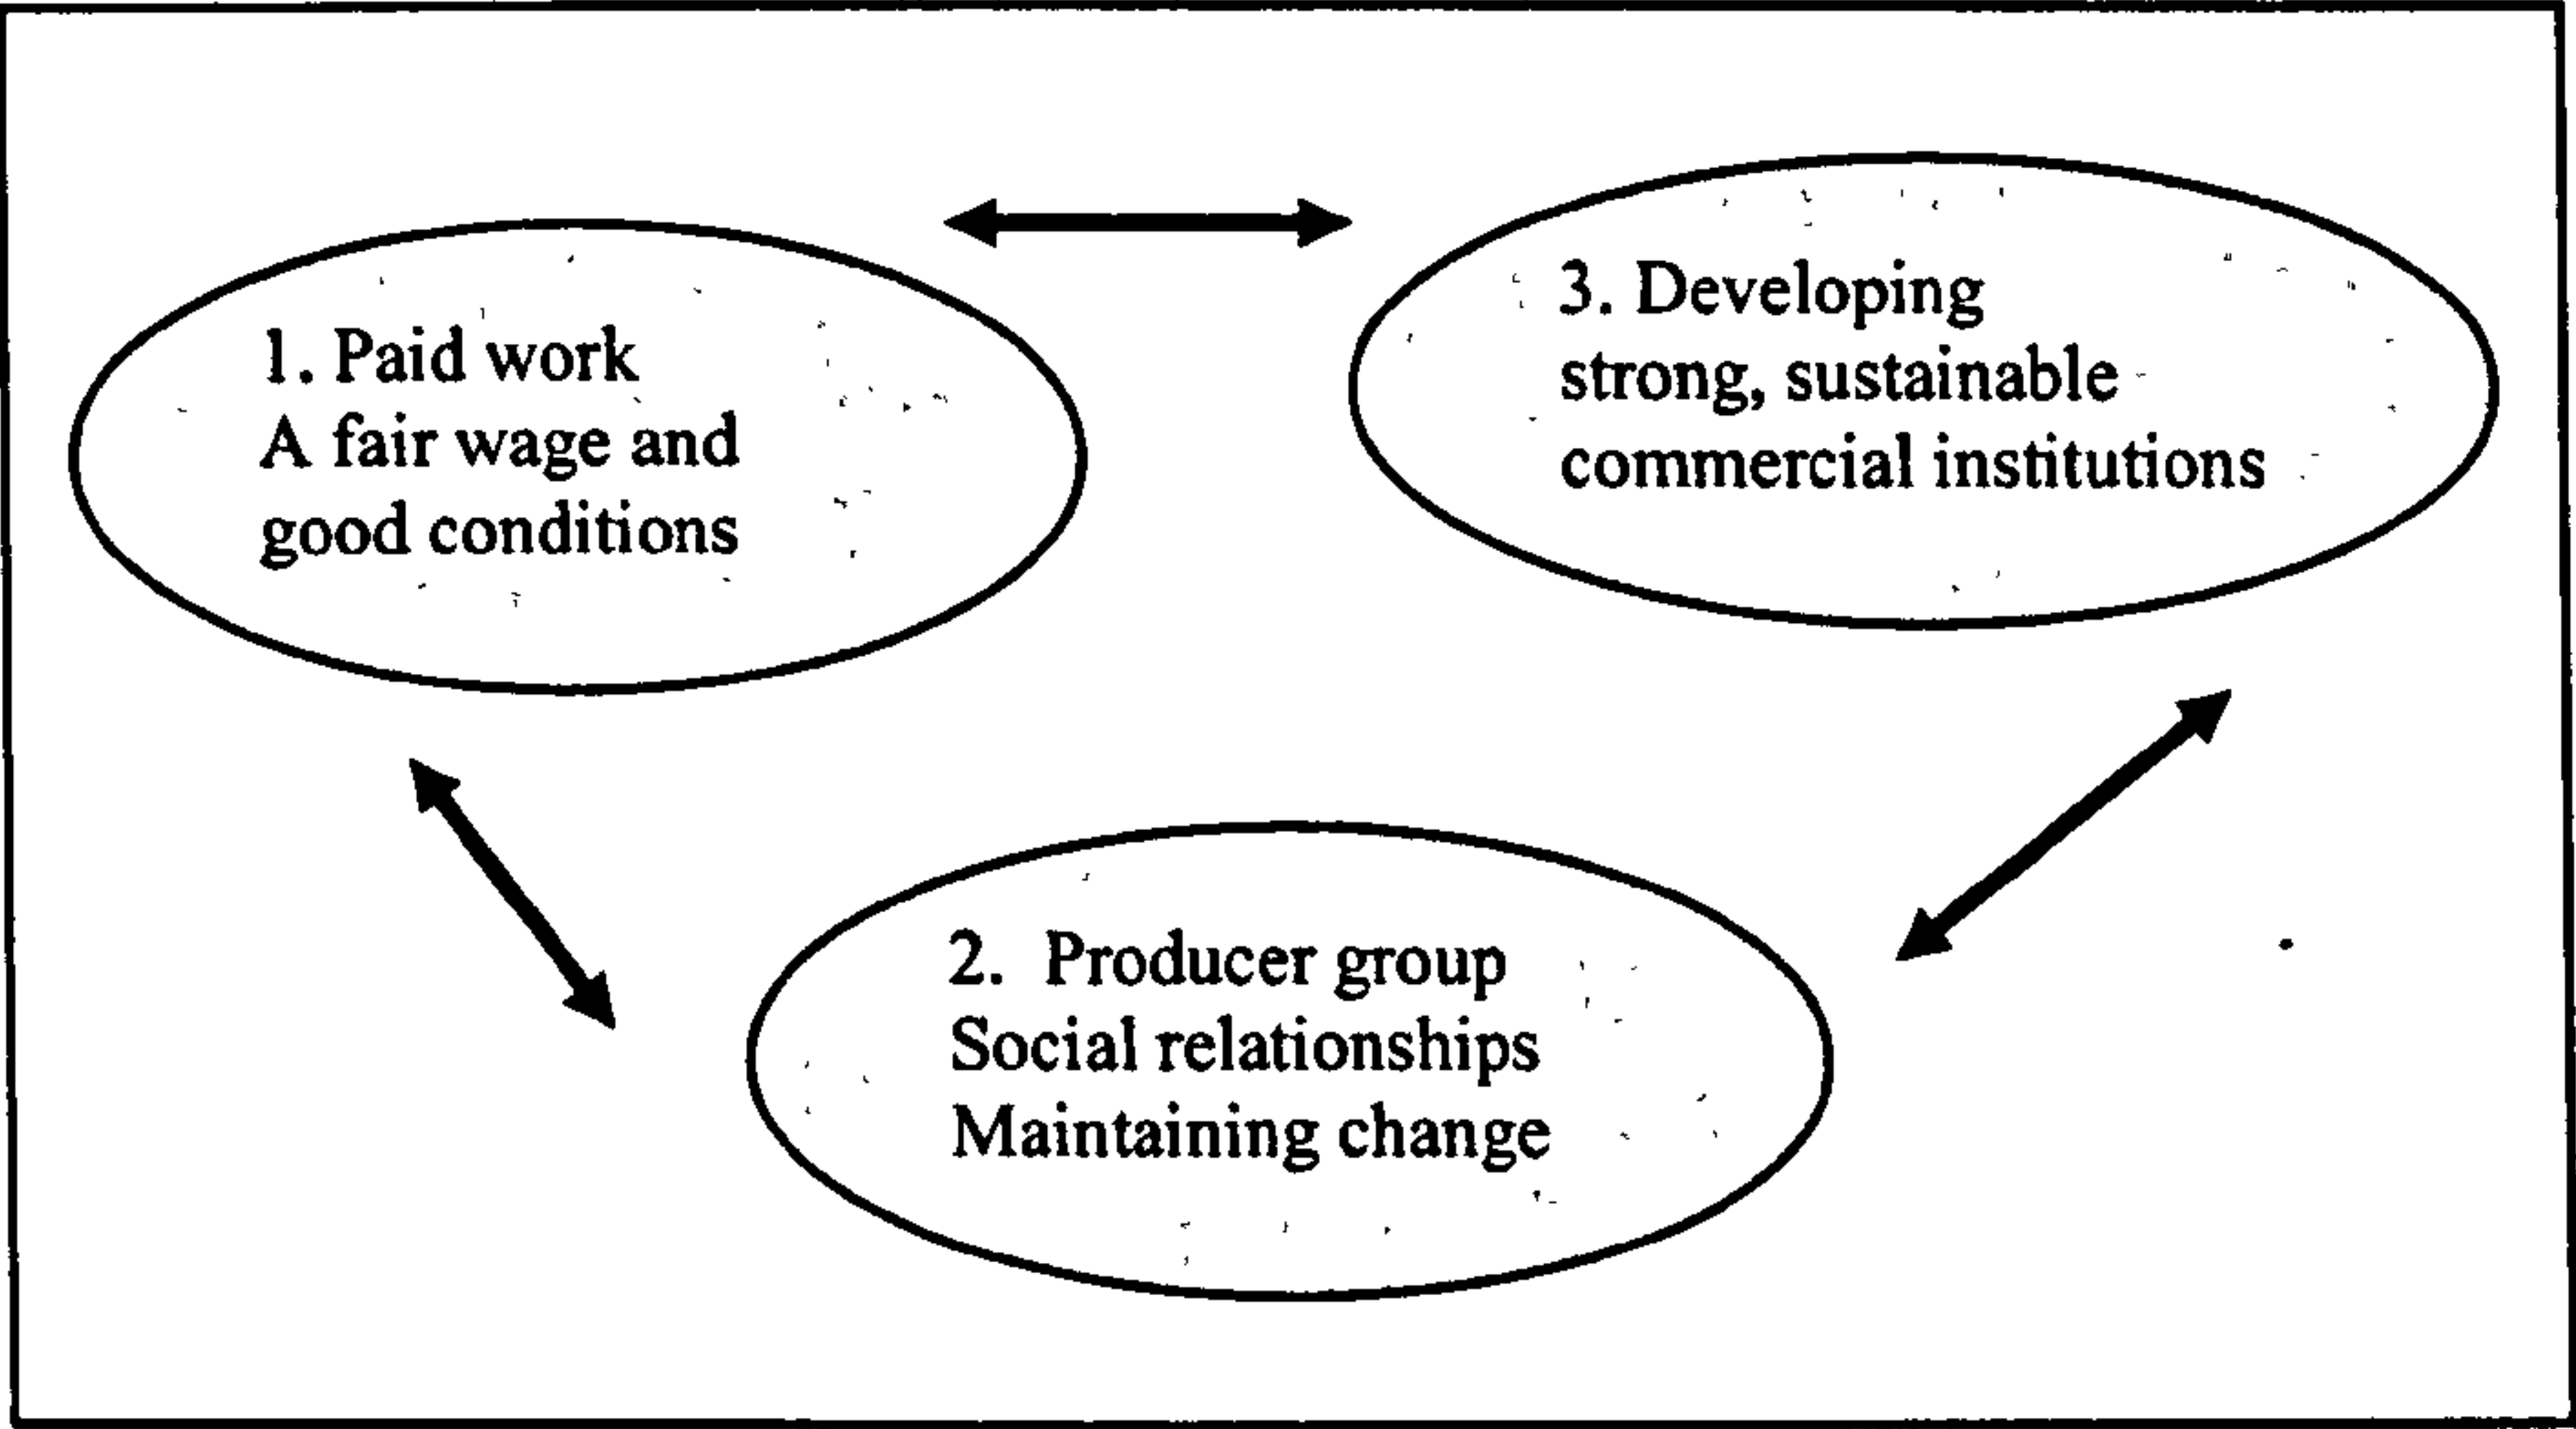 1. Paid work
A fair wage and
good conditions
3. Developing
strong, sustainable
commercial institutions
2. Producer group
Social relationships
Maintaining change